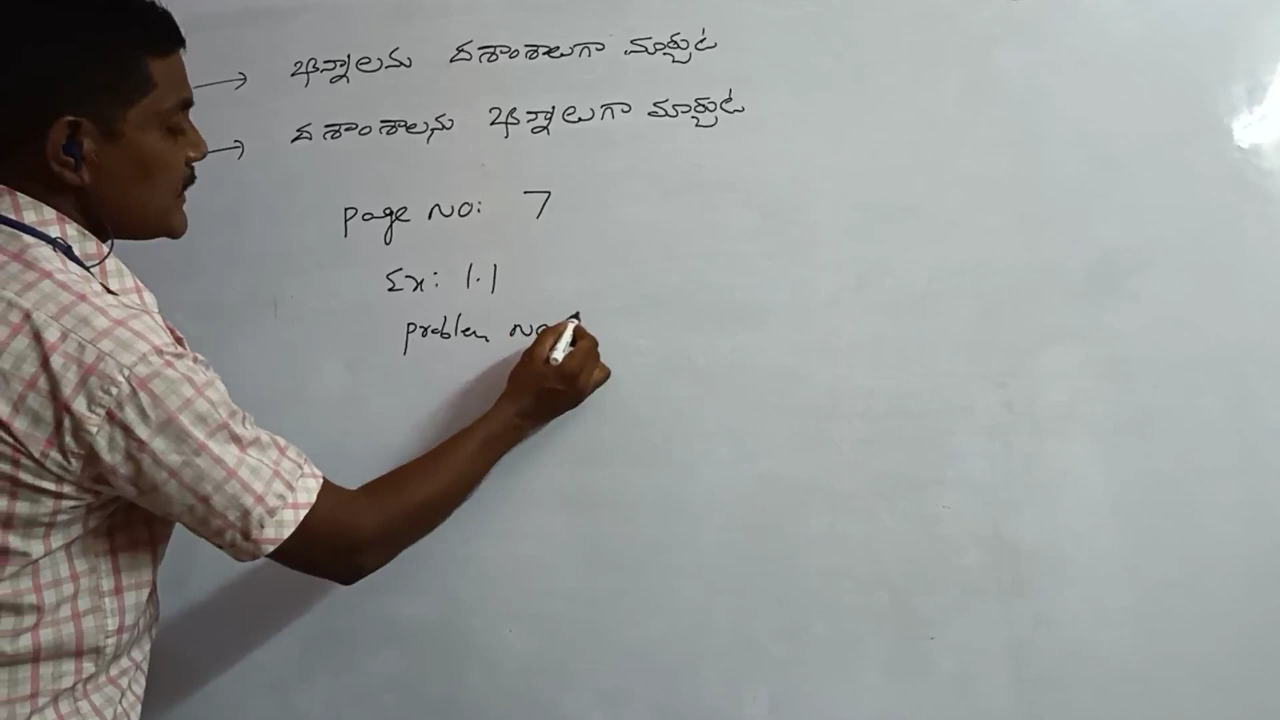 → భిన్నాలను దశాంశాలుగా మార్చుట
→ దశాంశాలను భిన్నాలుగా మార్చుట
Page No: 7
Ex: 1.1
problem No